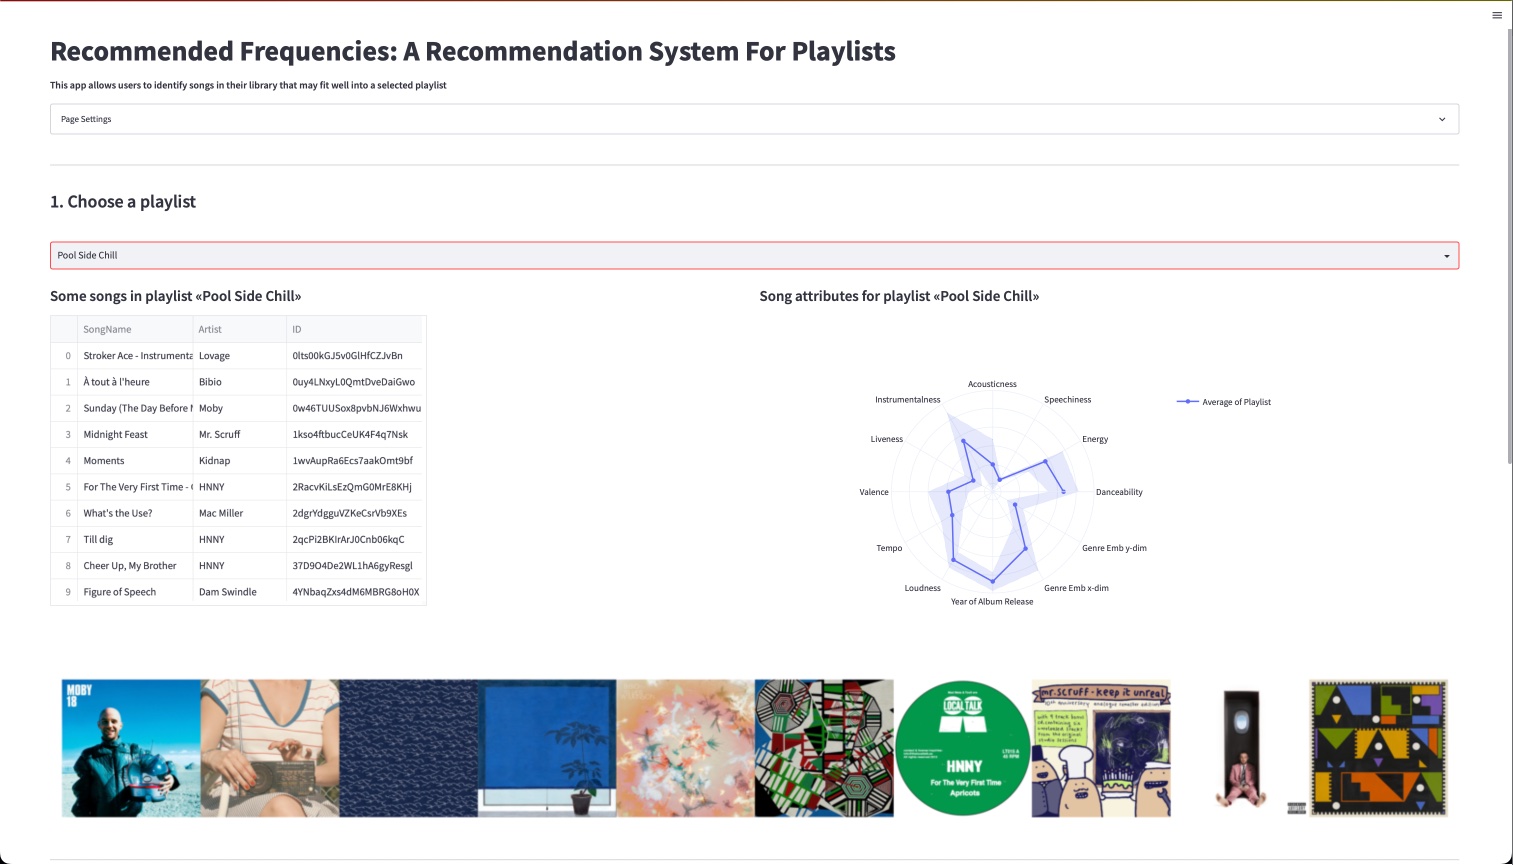 Recommended Frequencies: A Recommendation System For Playlists
This app allows users to identify songs in their library that may fit well into a selected playlist
Page Settings
1. Choose a playlist
Pool Side Chill
Some songs in playlist «Pool Side Chill»
SongName Artist ID
0 Stroker Ace - Instrumenta Lovage 0lts00kGJ5v0GlHfCZJvBn
1 À tout à l'heure Bibio 0uy4LNxyL0QmtDveDaiGwo
2 Sunday (The Day Before M Moby 0w46TUUSox8pvbNJ6Wxhwu
3 Midnight Feast Mr. Scruff 1kso4ftbucCeUK4F4q7Nsk
4 Moments Kidnap 1wvAupRa6Ecs7aakOmt9bf
5 For The Very First Time - HNNY 2RacvKiLsEzQmG0MrE8KHj
6 What's the Use? Mac Miller 2dgrYdgguVZKeCsrVb9XEs
7 Till dig HNNY 2qcPi2BKIrArJ0Cnb06kqC
8 Cheer Up, My Brother HNNY 37D9O4De2WL1hA6gyResgl
9 Figure of Speech Dam Swindle 4YNbaqZxs4dM6MBRG8oH0X
Song attributes for playlist «Pool Side Chill»
Acousticness
Instrumentalness
Speechiness
Liveness
Energy
Valence
Danceability
Tempo
Genre Emb y-dim
Loudness
Genre Emb x-dim
Year of Album Release
Average of Playlist
MOBY
18
LOCAL TALK
HNNY
For The Very First Time
Apricots
mr.scruff - keep it unreal